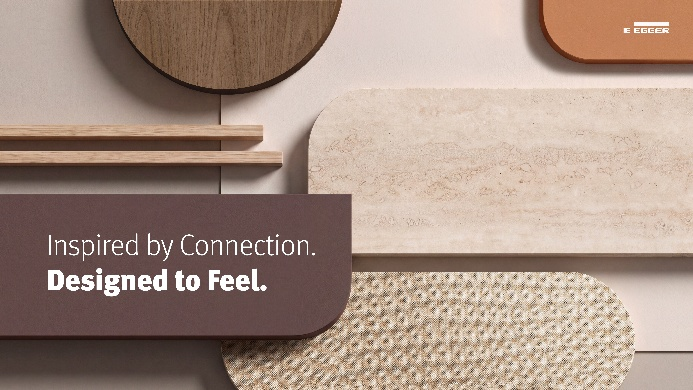 E EGGER
Inspired by Connection.
Designed to Feel.